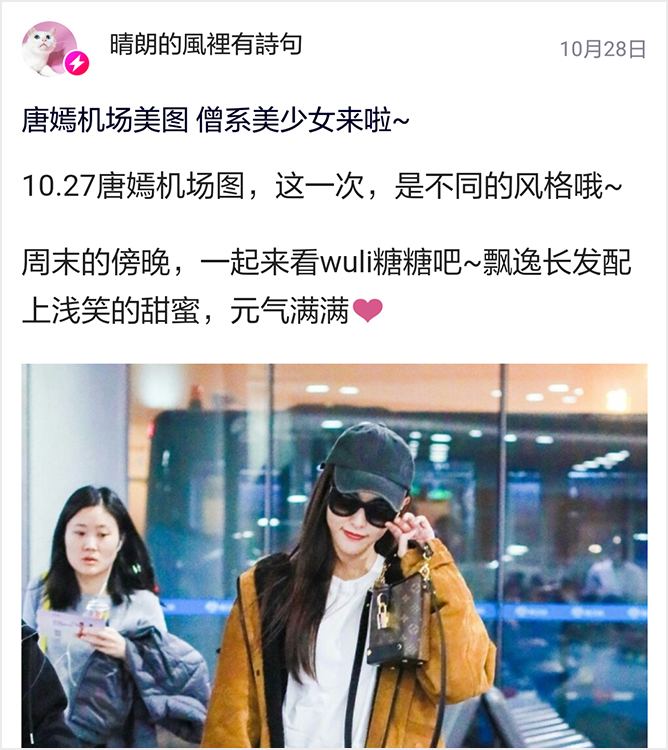 晴朗的風裡有詩句
10月28日
唐嫣机场美图 僧系美少女来啦~
10.27唐嫣机场图，这一次，是不同的风格哦~
周末的傍晚，一起来看wuli糖糖吧~飘逸长发配
上浅笑的甜蜜，元气满满❤